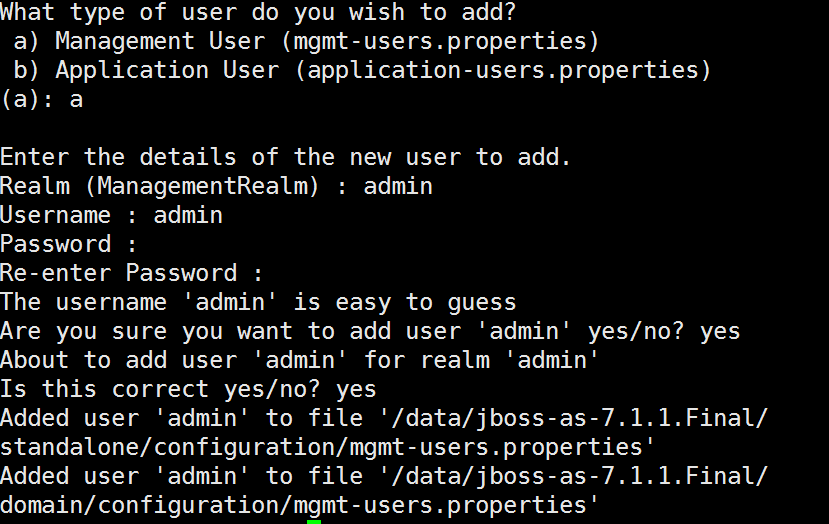 What type of user do you wish to add?
 a) Management User (mgmt-users.properties)
 b) Application User (application-users.properties)
(a): a

Enter the details of the new user to add.
Realm (ManagementRealm) : admin
Username : admin
Password :
Re-enter Password :
The username 'admin' is easy to guess
Are you sure you want to add user 'admin' yes/no? yes
About to add user 'admin' for realm 'admin'
Is this correct yes/no? yes
Added user 'admin' to file '/data/jboss-as-7.1.1.Final/
standalone/configuration/mgmt-users.properties'
Added user 'admin' to file '/data/jboss-as-7.1.1.Final/
domain/configuration/mgmt-users.properties'